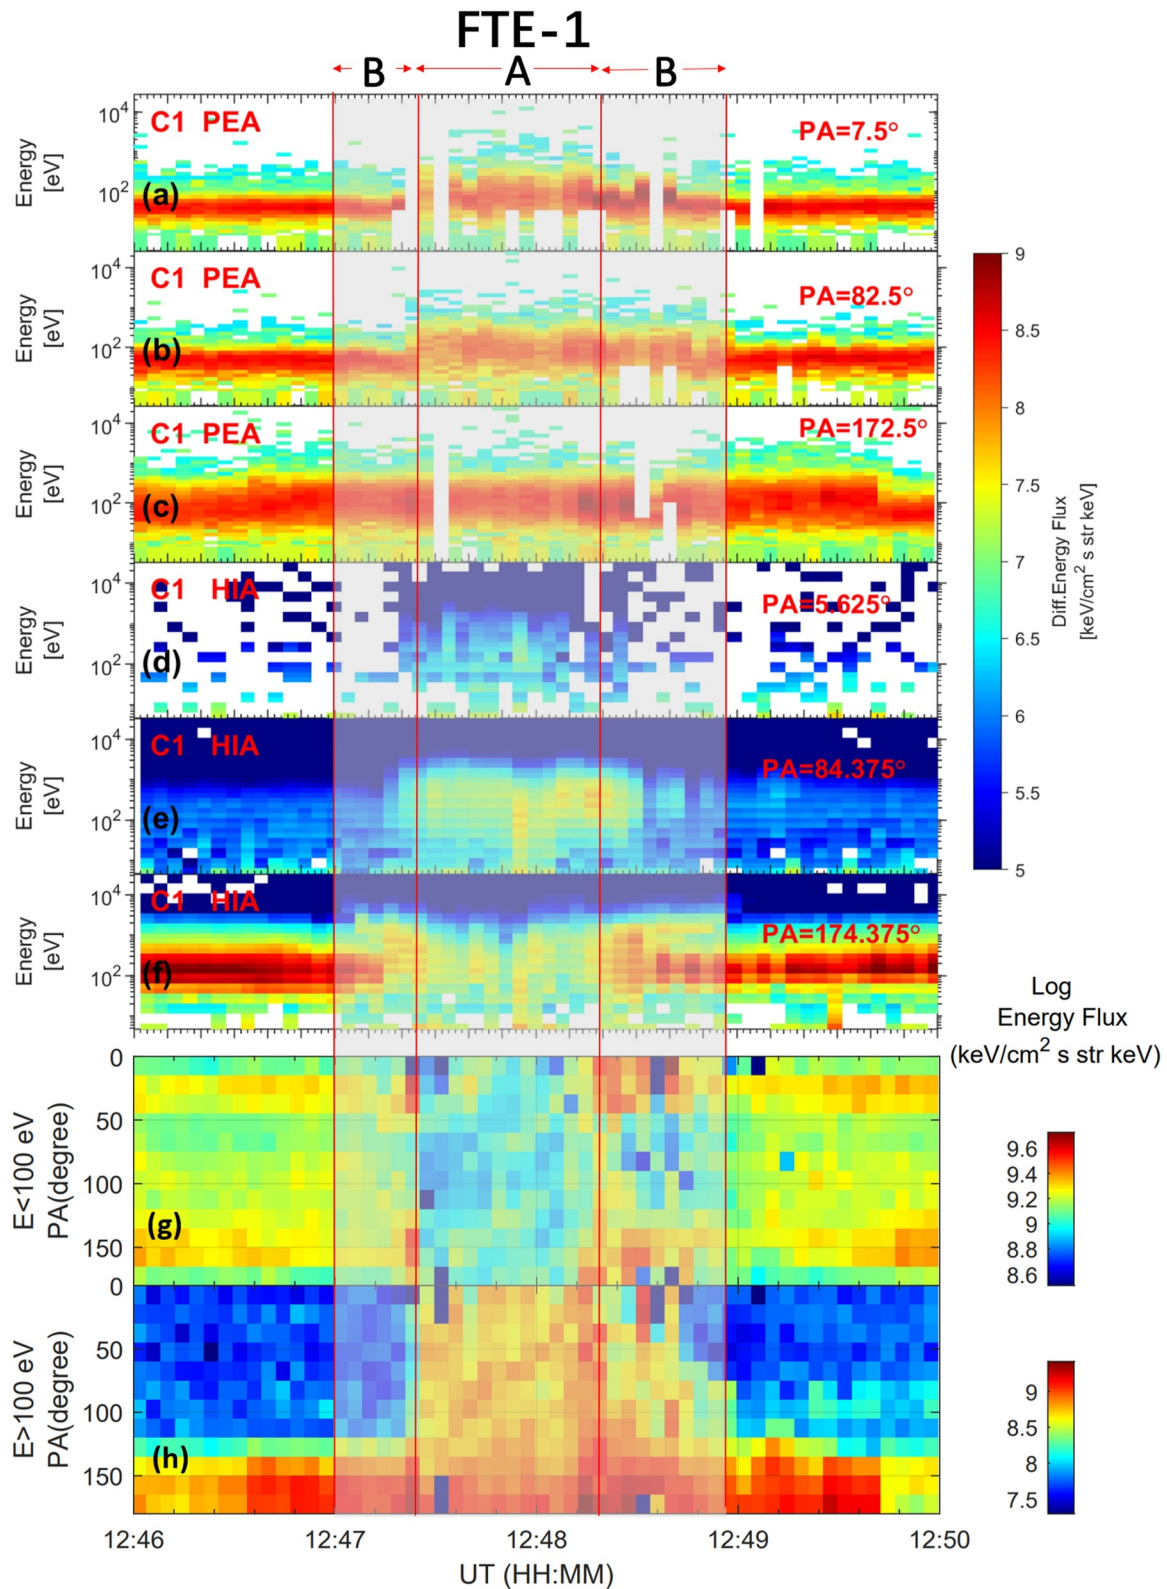 FTE-1
B A B
C1 PEA PA=7.5°
(a)
Energy
[eV]
10⁴
10²
C1 PEA PA=82.5°
(b)
Energy
[eV]
10⁴
10²
C1 PEA PA=172.5°
(c)
Energy
[eV]
10⁴
10²
C1 HIA PA=5.625°
(d)
Energy
[eV]
10⁴
10²
C1 HIA PA=84.375°
(e)
Energy
[eV]
10⁴
10²
C1 HIA PA=174.375°
(f)
Energy
[eV]
10⁴
10²
9
8.5
8
7.5
7
6.5
6
5.5
5
Diff.Energy Flux
[keV/cm² s str keV]
Log
Energy Flux
(keV/cm² s str keV)
E<100 eV
PA(degree)
0
50
100
150
(g)
9.6
9.4
9.2
9
8.8
8.6
E>100 eV
PA(degree)
0
50
100
150
(h)
9
8.5
8
7.5
12:46 12:47 12:48 12:49 12:50
UT (HH:MM)